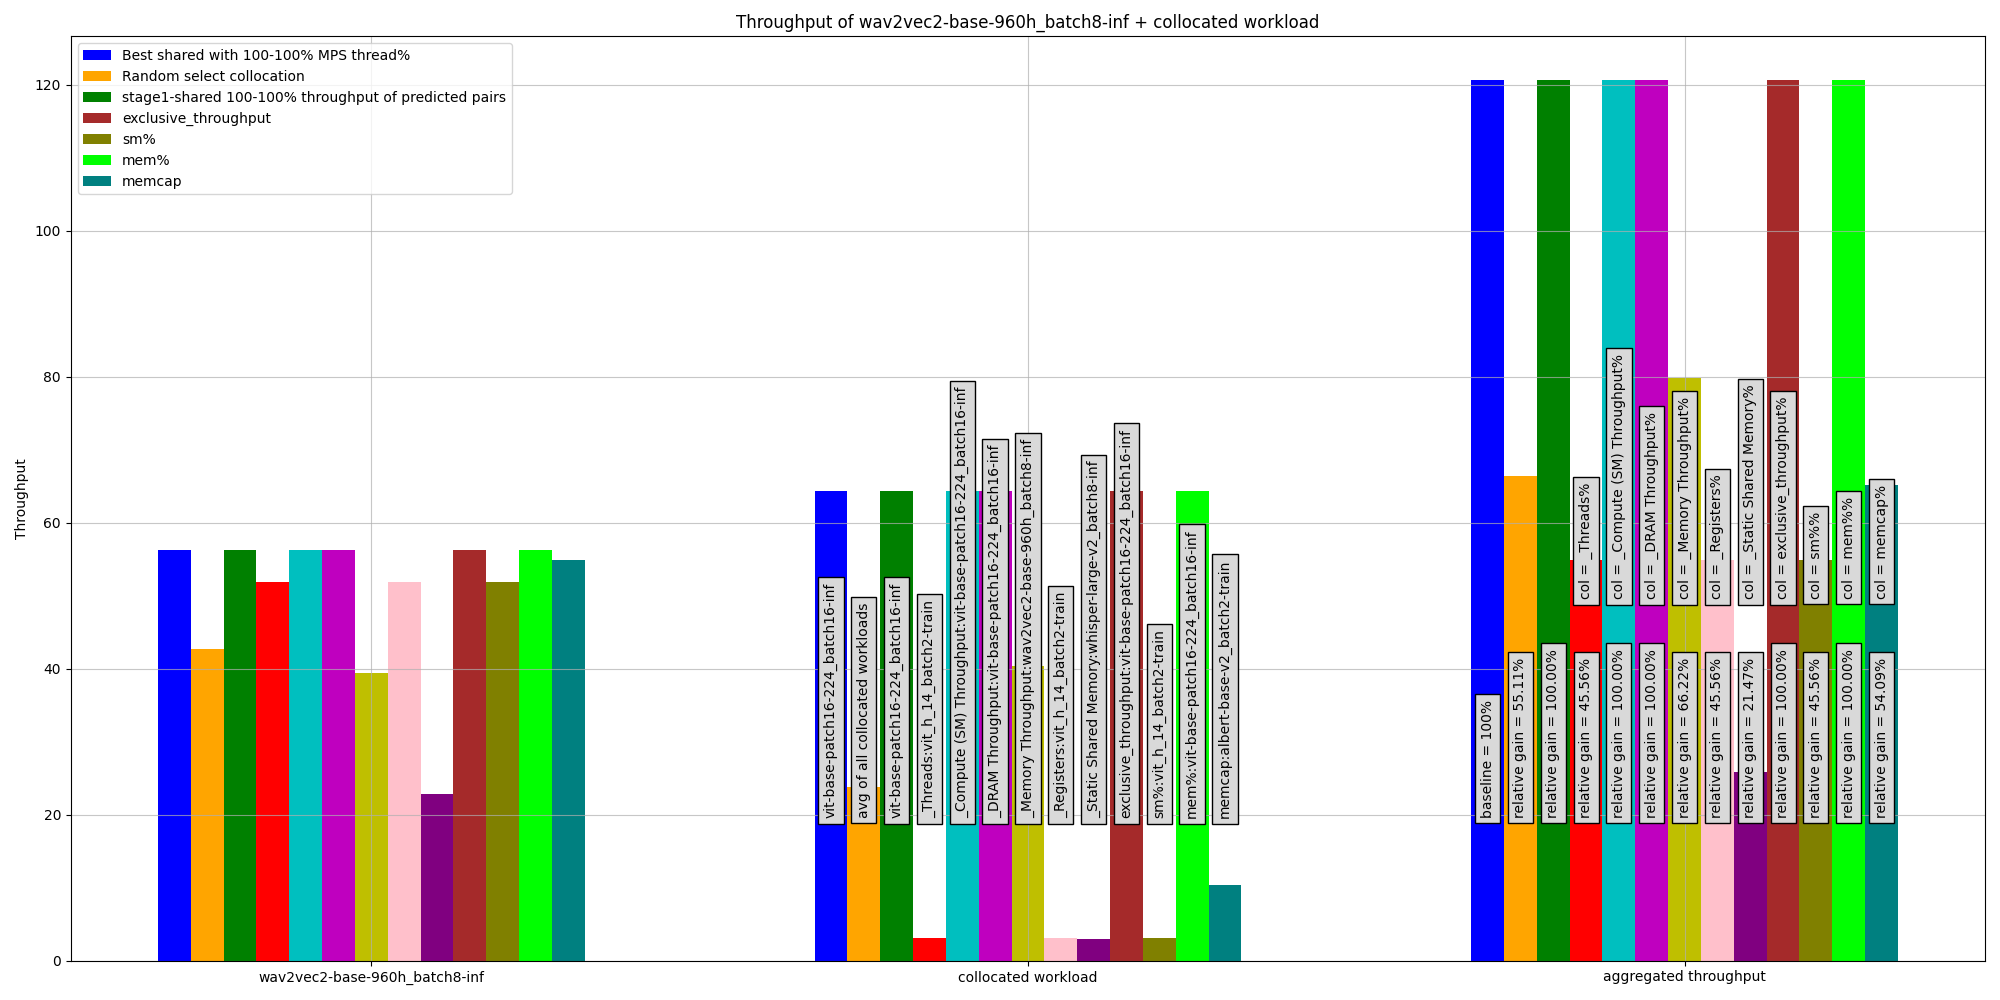 Throughput of wav2vec2-base-960h_batch8-inf + collocated workload
Best shared with 100-100% MPS thread%
Random select collocation
stage1-shared 100-100% throughput of predicted pairs
exclusive_throughput
sm%
mem%
memcap
Throughput
120
100
80
60
40
20
0
vit-base-patch16-224_batch16-inf
avg of all collocated workloads
vit-base-patch16-224_batch16-inf
_Threads:vit_h_14_batch2-train
_Compute (SM) Throughput:vit-base-patch16-224_batch16-inf
_DRAM Throughput:vit-base-patch16-224_batch16-inf
_Memory Throughput:wav2vec2-base-960h_batch8-inf
_Registers:vit_h_14_batch2-train
_Static Shared Memory:whisper-large-v2_batch8-inf
exclusive_throughput:vit-base-patch16-224_batch16-inf
sm%:vit_h_14_batch2-train
mem%:vit-base-patch16-224_batch16-inf
memcap:albert-base-v2_batch2-train
col = _Threads%
col = _Compute (SM) Throughput%
col = _DRAM Throughput%
col = _Memory Throughput%
col = _Registers%
col = _Static Shared Memory%
col = exclusive_throughput%
col = sm%%
col = mem%%
col = memcap%
baseline = 100%
relative gain = 55.11%
relative gain = 100.00%
relative gain = 45.56%
relative gain = 100.00%
relative gain = 100.00%
relative gain = 66.22%
relative gain = 45.56%
relative gain = 21.47%
relative gain = 100.00%
relative gain = 45.56%
relative gain = 100.00%
relative gain = 54.09%
wav2vec2-base-960h_batch8-inf
collocated workload
aggregated throughput